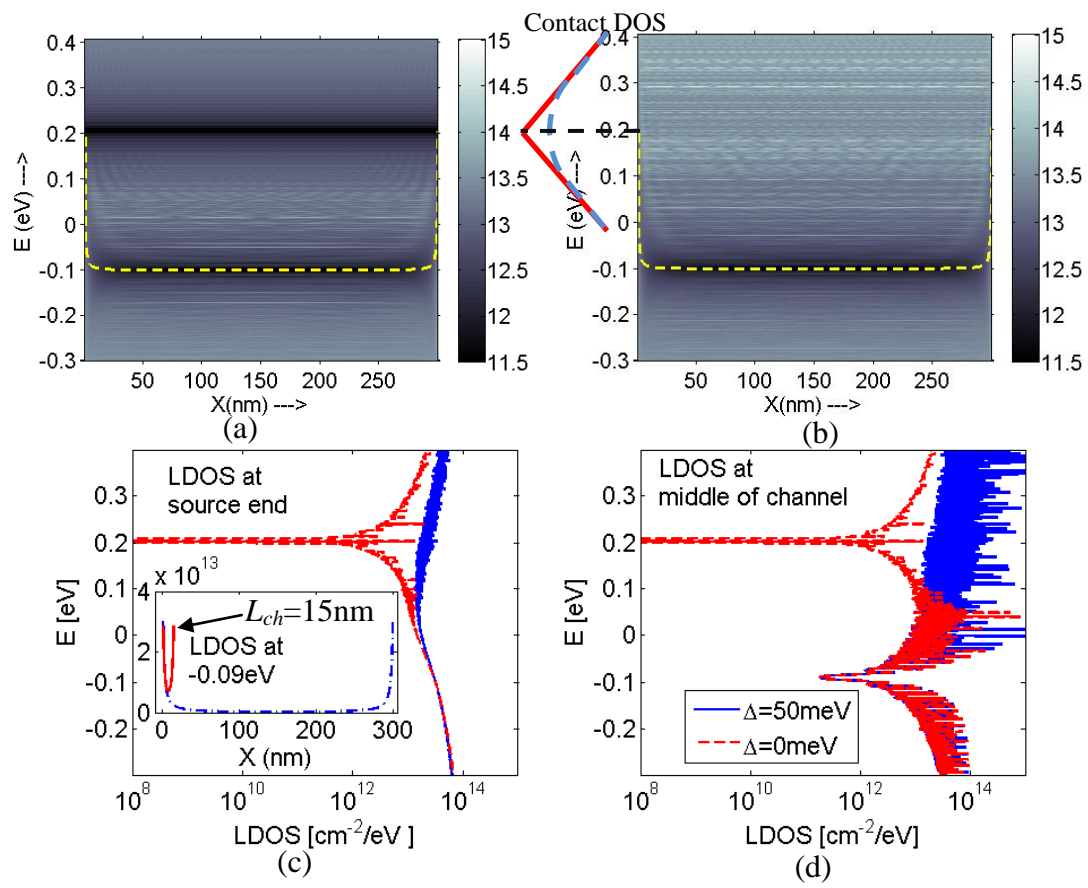 Contact DOS
0.4
0.3
0.2
0.1
0
-0.1
-0.2
-0.3
E (eV) --->
50 100 150 200 250
X(nm) --->
15
14.5
14
13.5
13
12.5
12
11.5
(a)
0.4
0.3
0.2
0.1
0
-0.1
-0.2
-0.3
E (eV) --->
50 100 150 200 250
X(nm) --->
15
14.5
14
13.5
13
12.5
12
11.5
(b)
LDOS at
source end
0.3
0.2
0.1
0
-0.1
-0.2
E [eV]
x 10^13
4
2
0
L_ch=15nm
LDOS at
-0.09eV
0 100 200 300
X (nm)
10^8 10^10 10^12 10^14
LDOS [cm^-2/eV ]
(c)
LDOS at
middle of channel
0.3
0.2
0.1
0
-0.1
-0.2
E [eV]
Δ=50meV
Δ=0meV
10^8 10^10 10^12 10^14
LDOS [cm^-2/eV]
(d)